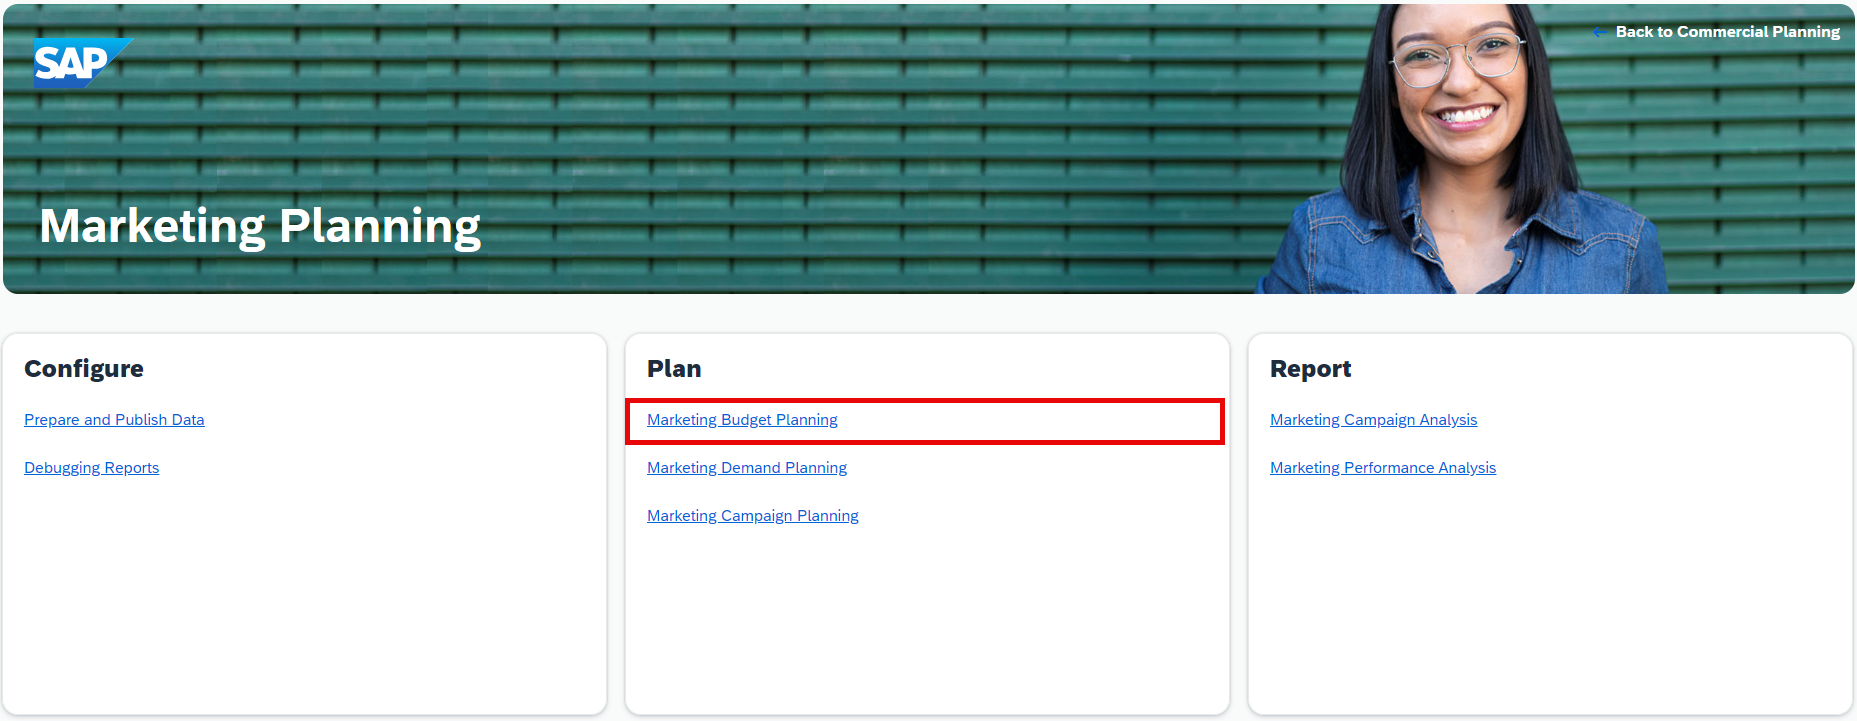 SAP
← Back to Commercial Planning
Marketing Planning
Configure
Prepare and Publish Data
Debugging Reports
Plan
Marketing Budget Planning
Marketing Demand Planning
Marketing Campaign Planning
Report
Marketing Campaign Analysis
Marketing Performance Analysis